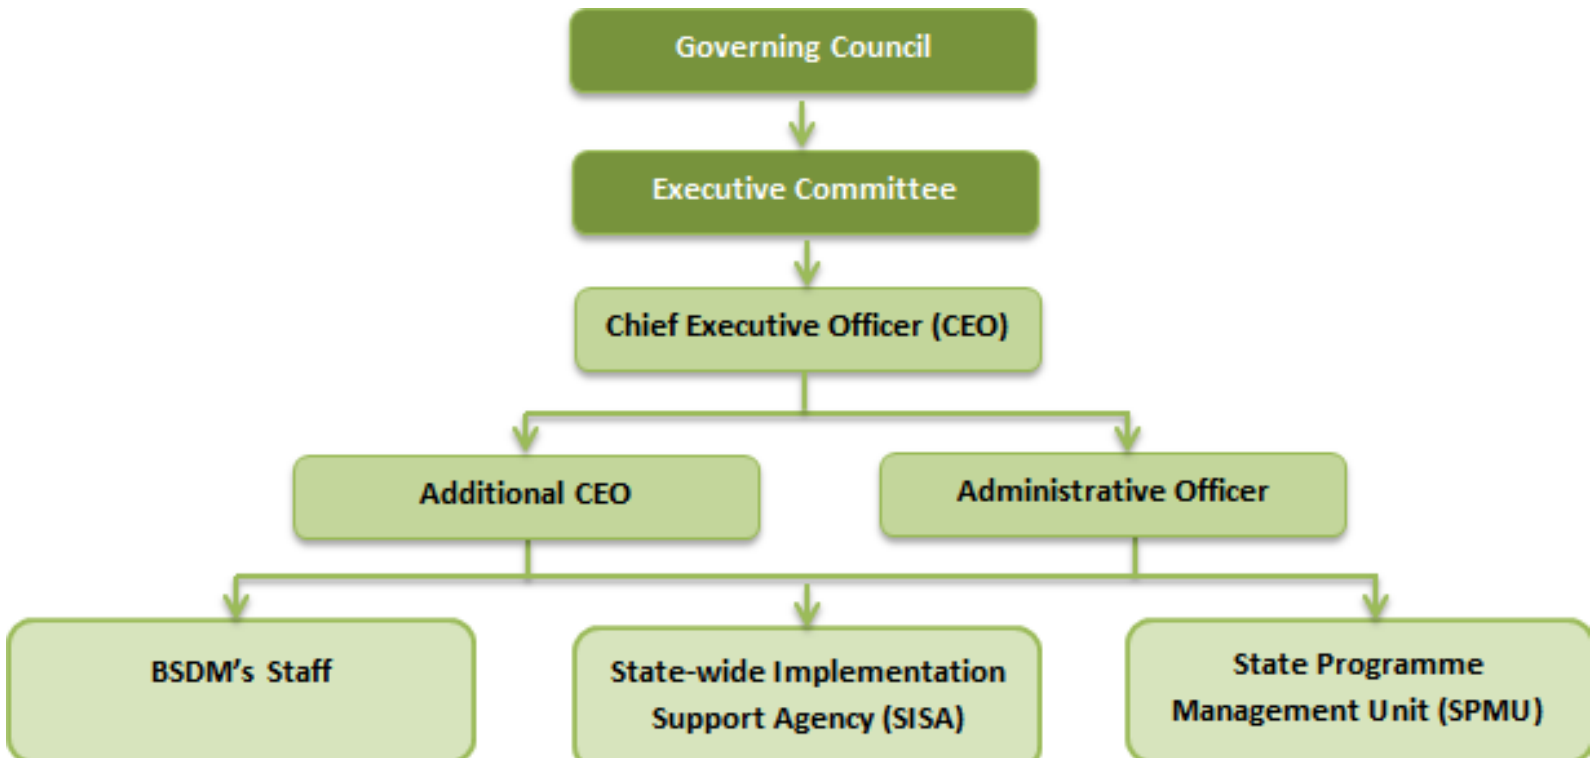 Governing Council
Executive Committee
Chief Executive Officer (CEO)
Additional CEO
Administrative Officer
BSDM’s Staff
State-wide Implementation
Support Agency (SISA)
State Programme
Management Unit (SPMU)